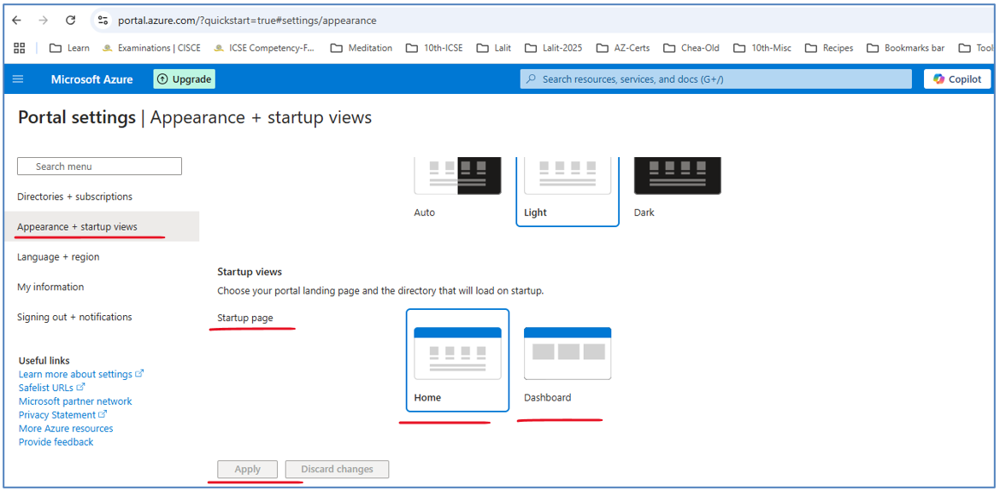 portal.azure.com/?quickstart=true#settings/appearance
Learn Examinations | CISCE ICSE Competency-F... Meditation 10th-ICSE Lalit Lalit-2025 AZ-Certs Chea-Old 10th-Misc Recipes Bookmarks bar Tool
Microsoft Azure Upgrade Search resources, services, and docs (G+/) Copilot
Portal settings | Appearance + startup views
Search menu
Directories + subscriptions
Appearance + startup views
Language + region
My information
Signing out + notifications
Useful links
Learn more about settings
Safelist URLs
Microsoft partner network
Privacy Statement
More Azure resources
Provide feedback
Auto Light Dark
Startup views
Choose your portal landing page and the directory that will load on startup.
Startup page
Home Dashboard
Apply Discard changes